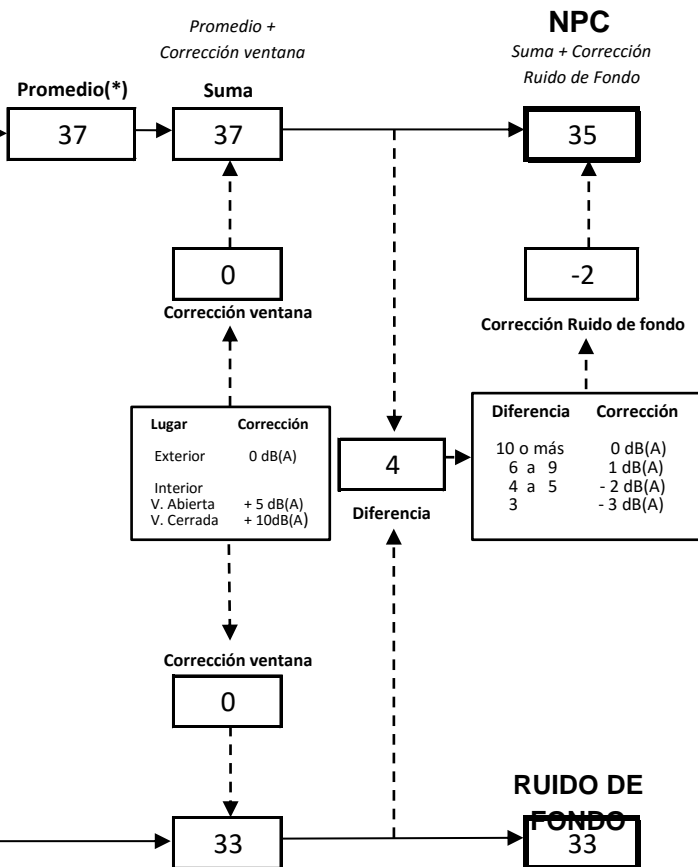 Promedio +
Corrección ventana
NPC
Suma + Corrección
Ruido de Fondo
Promedio(*)
Suma
37
37
35
0
-2
Corrección ventana
Corrección Ruido de fondo
Lugar Corrección
Exterior 0 dB(A)
Interior
V. Abierta + 5 dB(A)
V. Cerrada + 10dB(A)
4
Diferencia
Diferencia Corrección
10 o más 0 dB(A)
6 a 9 1 dB(A)
4 a 5 - 2 dB(A)
3 - 3 dB(A)
Corrección ventana
0
RUIDO DE
FONDO
33
33